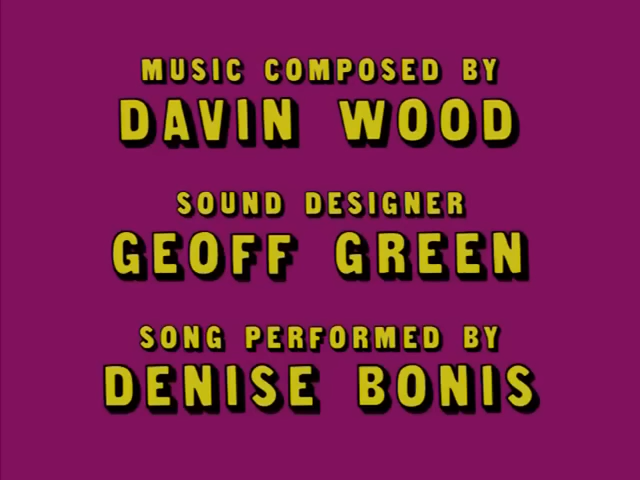 MUSIC COMPOSED BY
DAVIN WOOD
SOUND DESIGNER
GEOFF GREEN
SONG PERFORMED BY
DENISE BONIS